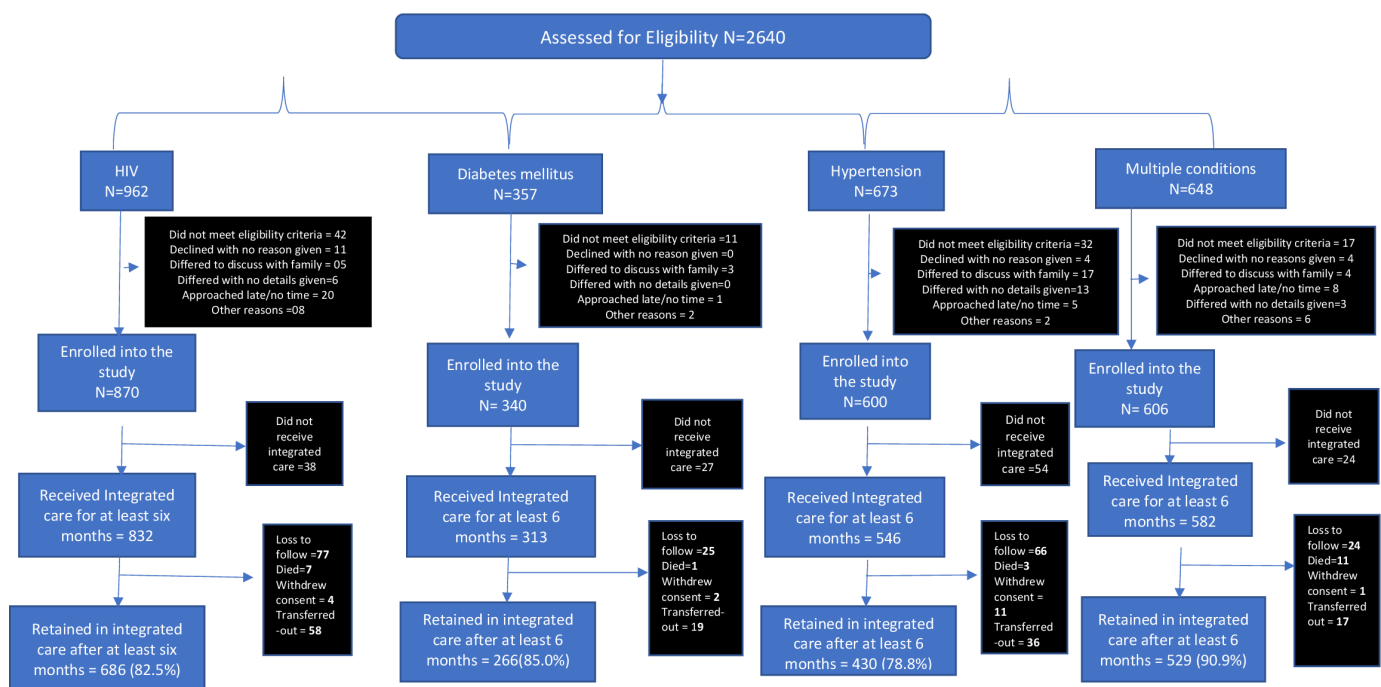 Assessed for Eligibility N=2640
HIV
N=962
Diabetes mellitus
N=357
Hypertension
N=673
Multiple conditions
N=648
Did not meet eligibility criteria = 42
Declined with no reason given = 11
Differed to discuss with family = 05
Differed with no details given=6
Approached late/no time = 20
Other reasons =08
Did not meet eligibility criteria =11
Declined with no reason given =0
Differed to discuss with family =3
Differed with no details given=0
Approached late/no time = 1
Other reasons = 2
Did not meet eligibility criteria =32
Declined with no reason given = 4
Differed to discuss with family = 17
Differed with no details given=13
Approached late/no time = 5
Other reasons = 2
Did not meet eligibility criteria = 17
Declined with no reasons given = 4
Differed to discuss with family = 4
Approached late/no time = 8
Differed with no details given=3
Other reasons = 6
Enrolled into the
study
N=870
Enrolled into the
study
N= 340
Enrolled into
the study
N=600
Enrolled into the
study
N= 606
Did not
receive
integrated
care =38
Did not
receive
integrated
care =27
Did not
receive
integrated
care =54
Did not
receive
integrated
care =24
Received Integrated
care for at least six
months = 832
Received Integrated
care for at least 6
months = 313
Received Integrated
care for at least 6
months = 546
Received Integrated
care for at least 6
months = 582
Loss to
follow =77
Died=7
Withdrew
consent = 4
Transferred
-out = 58
Loss to
follow =25
Died=1
Withdrew
consent = 2
Transferred-
out = 19
Loss to
follow =66
Died=3
Withdrew
consent =
11
Transferred
-out = 36
Loss to
follow =24
Died=11
Withdrew
consent = 1
Transferred
out = 17
Retained in integrated
care after at least six
months = 686 (82.5%)
Retained in integrated
care after at least 6
months = 266(85.0%)
Retained in integrated
care after at least 6
months = 430 (78.8%)
Retained in integrated
care after at least 6
months = 529 (90.9%)